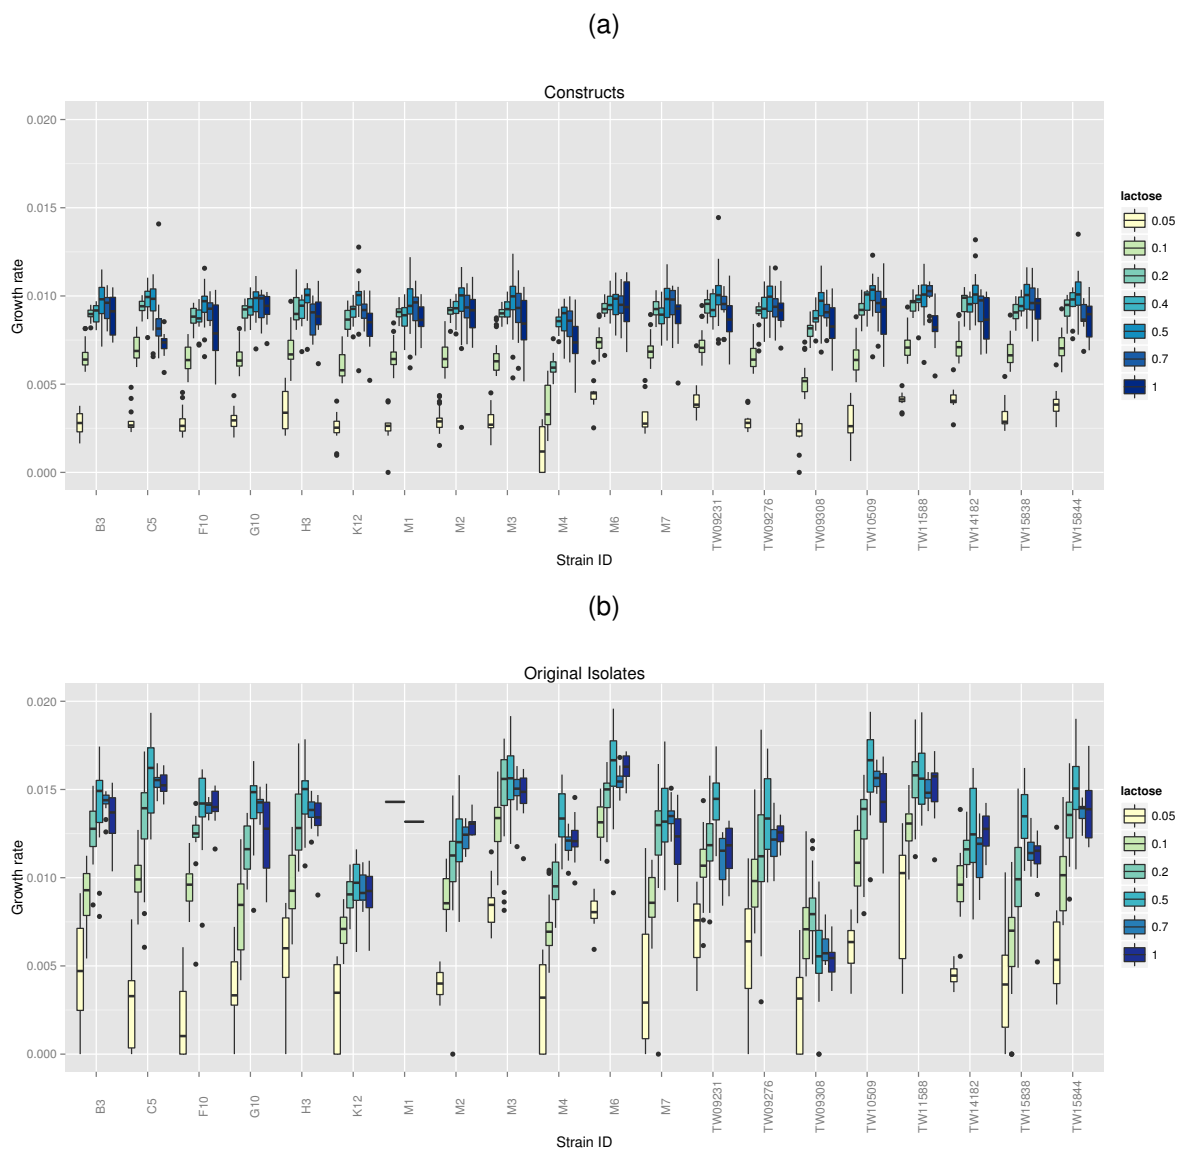 (a)
Constructs
0.020
0.015
0.010
0.005
0.000
Growth rate
B3
C5
F10
G10
H3
K12
M1
M2
M3
M4
M6
M7
TW09231
TW09276
TW09308
TW10509
TW11588
TW14182
TW15838
TW15844
Strain ID
lactose
0.05
0.1
0.2
0.4
0.5
0.7
1
(b)
Original Isolates
0.020
0.015
0.010
0.005
0.000
Growth rate
B3
C5
F10
G10
H3
K12
M1
M2
M3
M4
M6
M7
TW09231
TW09276
TW09308
TW10509
TW11588
TW14182
TW15838
TW15844
Strain ID
lactose
0.05
0.1
0.2
0.5
0.7
1